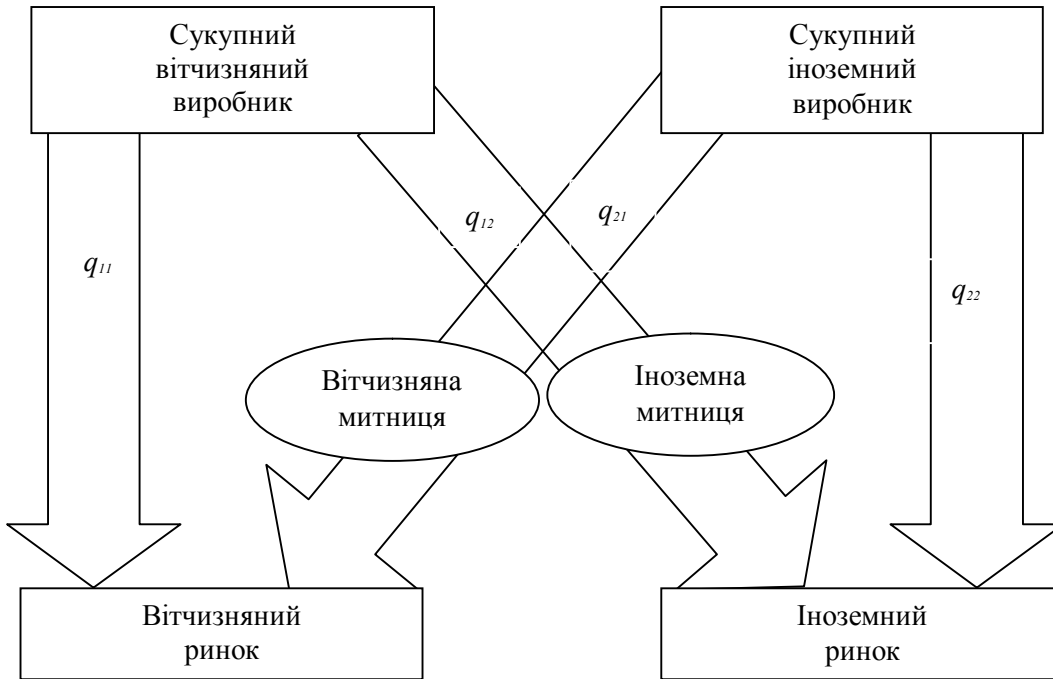 Сукупний
вітчизняний
виробник
Сукупний
іноземний
виробник
q12
q21
q11
q22
Вітчизняна
митниця
Іноземна
митниця
Вітчизняний
ринок
Іноземний
ринок